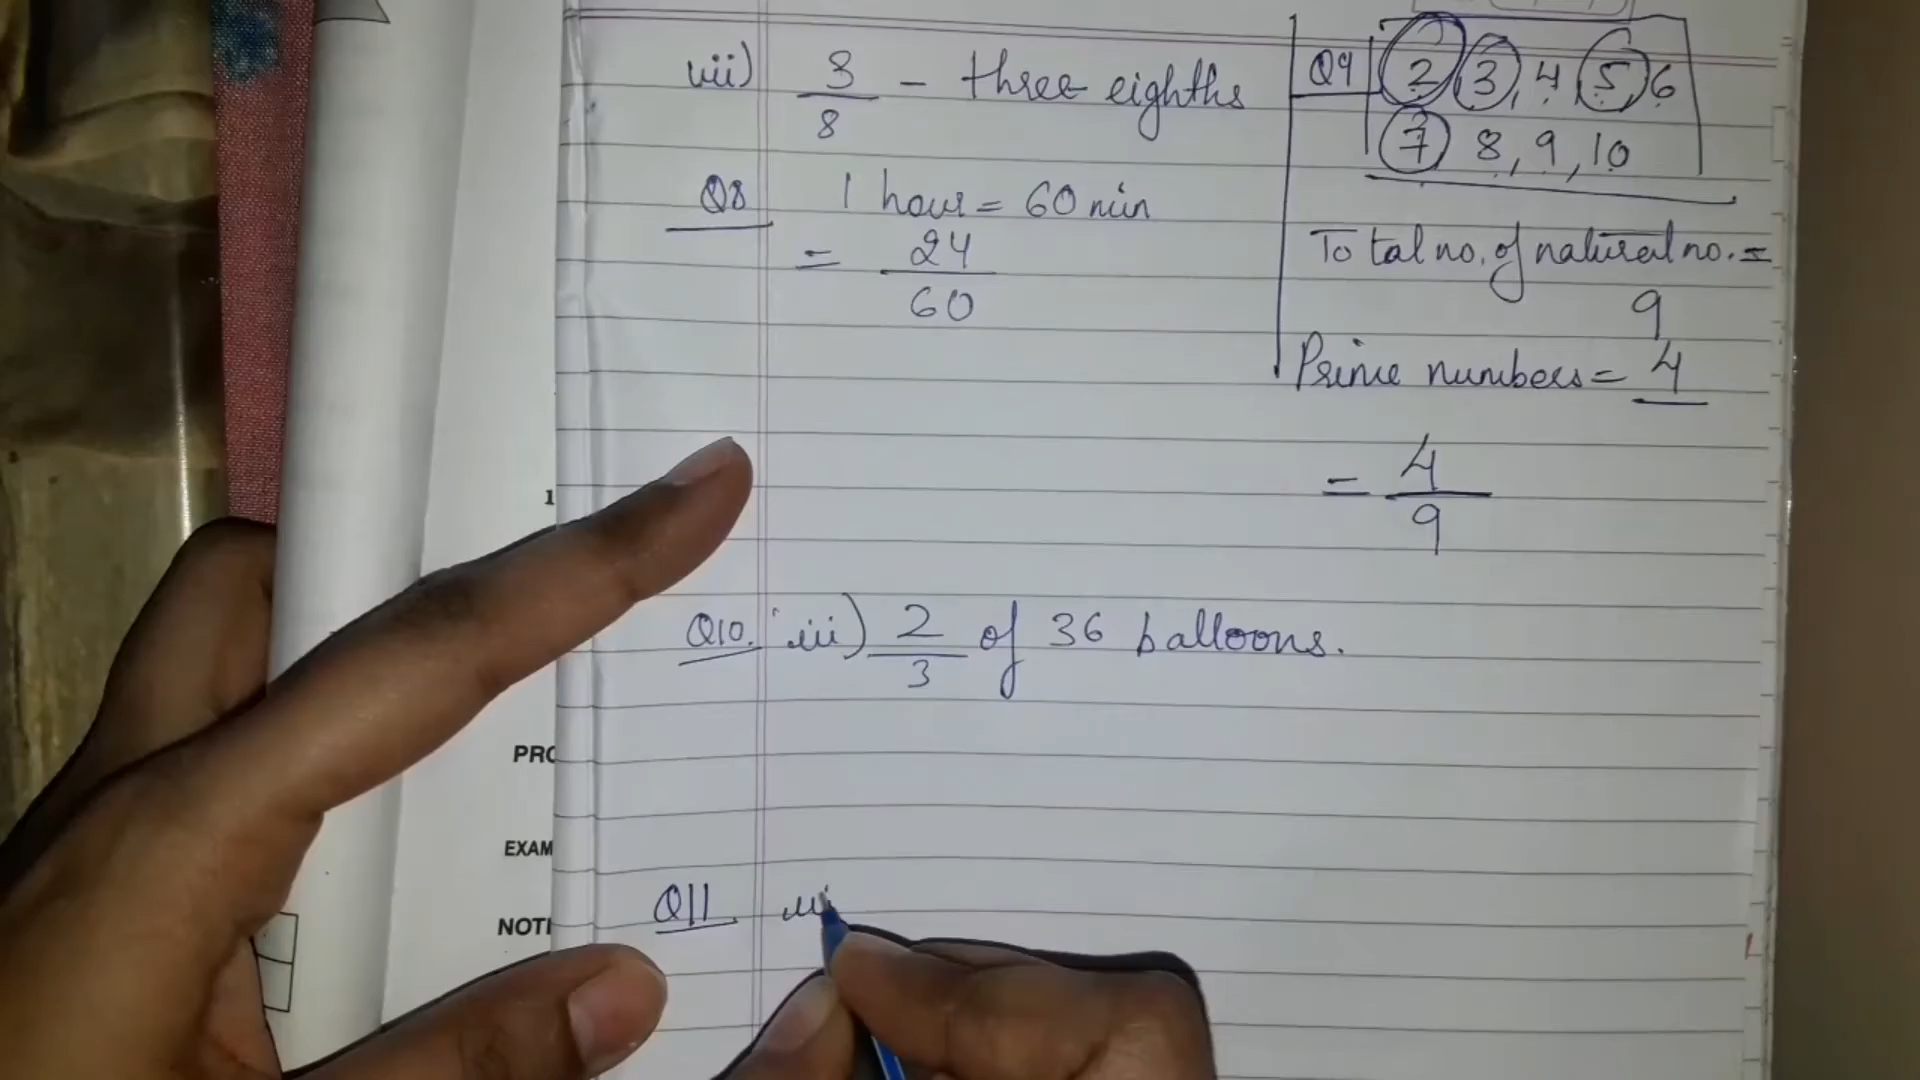 vii) 3/8 - three eighths
Q8 1 hour = 60 min
= 24/60
Q9 2 3, 4, 5, 6
7 8, 9, 10
Total no. of natural no. =
9
Prime numbers = 4
= 4/9
1
Q10. iii) 2/3 of 36 balloons.
PRO
EXAM
NOTI
Q11 iii